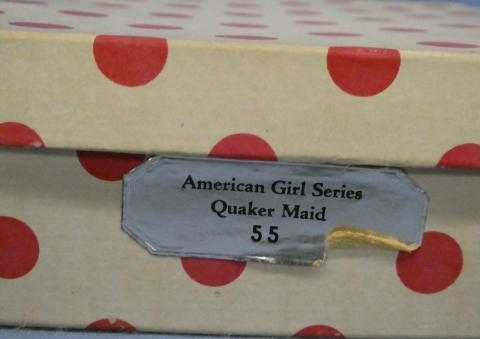 American Girl Series
Quaker Maid
55